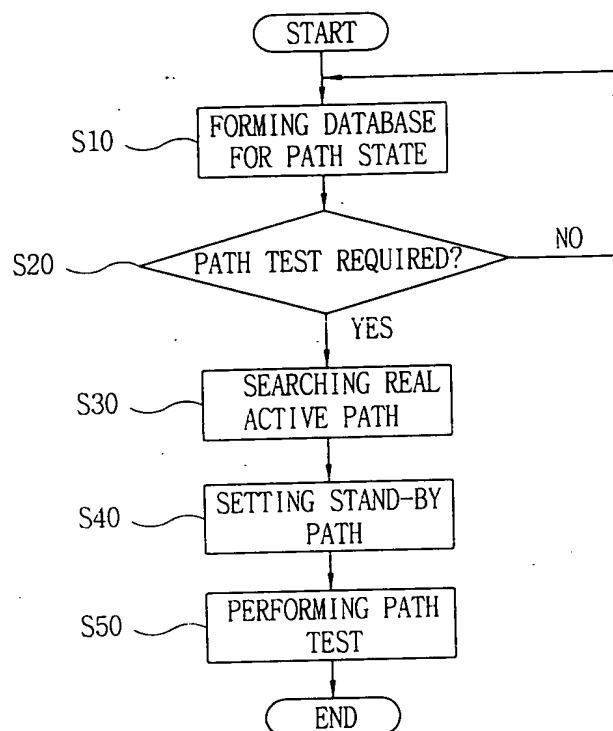 START
S10
FORMING DATABASE
FOR PATH STATE
S20
PATH TEST REQUIRED?
NO
YES
S30
SEARCHING REAL
ACTIVE PATH
S40
SETTING STAND-BY
PATH
S50
PERFORMING PATH
TEST
END